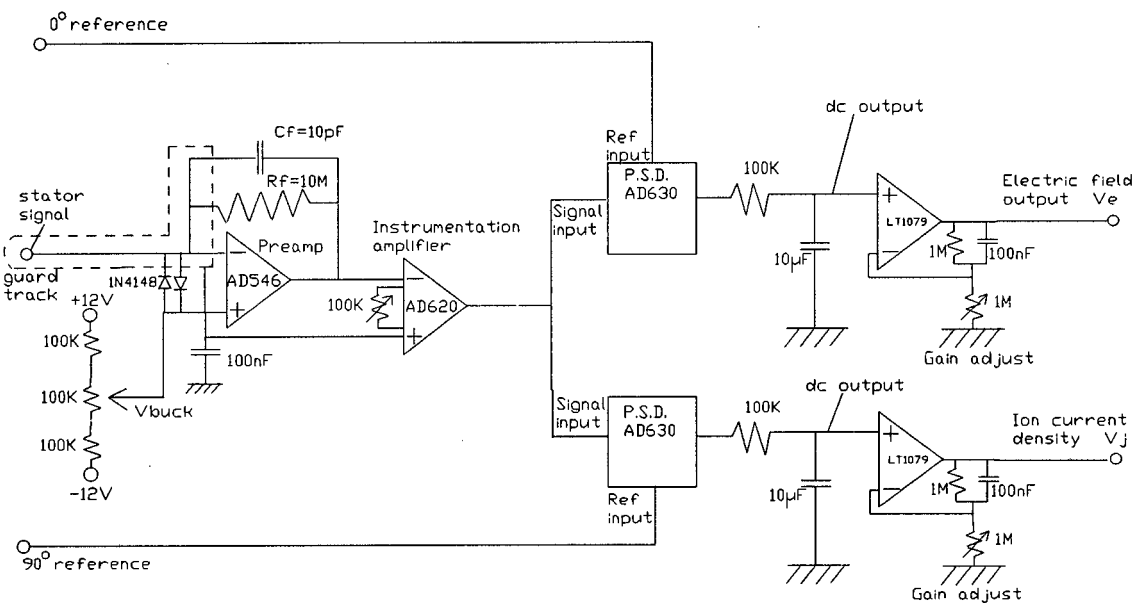 0° reference
Cf=10pF
Rf=10M
stator
signal
Preamp
AD546
1N4148
guard
track
+12V
100K
100K
100K
-12V
Vbuck
100nF
Instrumentation
amplifier
100K
AD620
Ref
input
P.S.D.
AD630
Signal
input
100K
dc output
10µF
LT1079
1M
100nF
1M
Gain adjust
Electric field
output Ve
Signal
input
P.S.D.
AD630
Ref
input
100K
dc output
10µF
LT1079
1M
100nF
1M
Gain adjust
Ion current
density Vj
90° reference